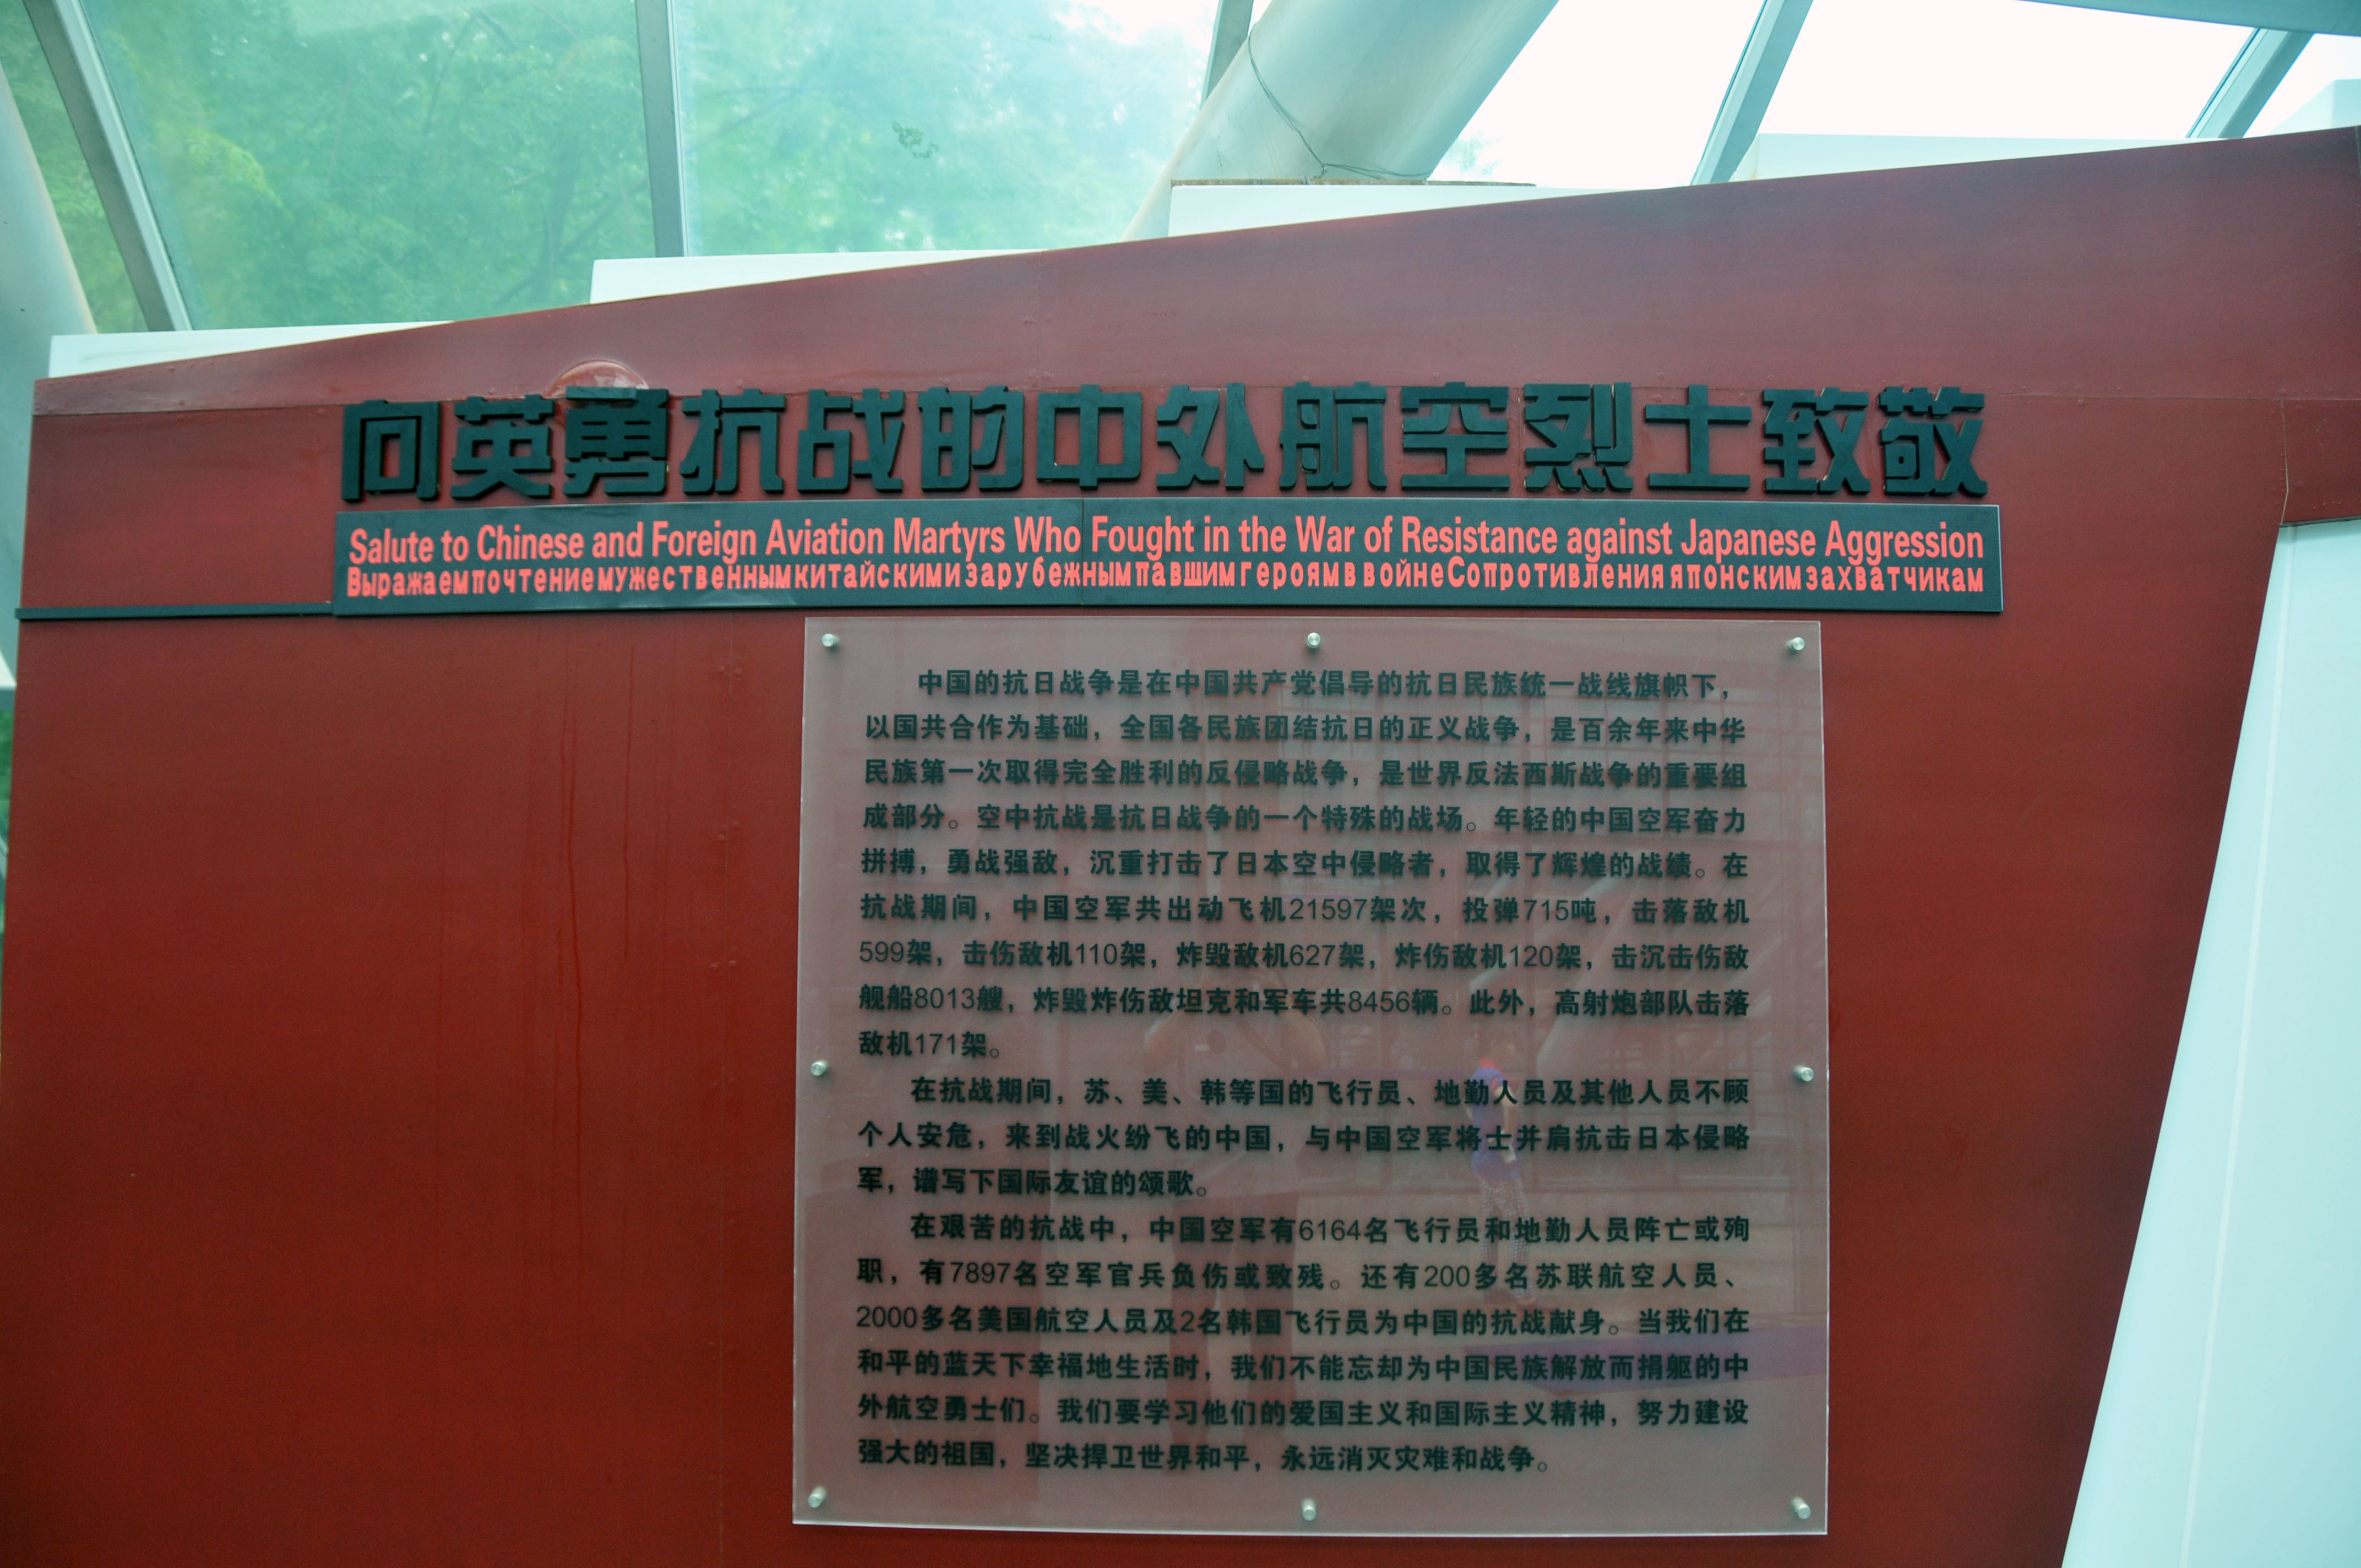 向英勇抗战的中外航空烈士致敬
Salute to Chinese and Foreign Aviation Martyrs Who Fought in the War of Resistance against Japanese Aggression
Выражаем почтение мужественным китайским и зарубежным павшим героям в войне Сопротивления японским захватчикам
中国的抗日战争是在中国共产党倡导的抗日民族统一战线旗帜下，
以国共合作为基础，全国各民族团结抗日的正义战争，是百余年来中华
民族第一次取得完全胜利的反侵略战争，是世界反法西斯战争的重要组
成部分。空中抗战是抗日战争的一个特殊的战场。年轻的中国空军奋力
拼搏，勇战强敌，沉重打击了日本空中侵略者，取得了辉煌的战绩。在
抗战期间，中国空军共出动飞机21597架次，投弹715吨，击落敌机
599架，击伤敌机110架，炸毁敌机627架，炸伤敌机120架，击沉击伤敌
舰船8013艘，炸毁炸伤敌坦克和军车共8456辆。此外，高射炮部队击落
敌机171架。
在抗战期间，苏、美、韩等国的飞行员、地勤人员及其他人员不顾
个人安危，来到战火纷飞的中国，与中国空军将士并肩抗击日本侵略
军，谱写下国际友谊的颂歌。
在艰苦的抗战中，中国空军有6164名飞行员和地勤人员阵亡或殉
职，有7897名空军官兵负伤或致残。还有200多名苏联航空人员、
2000多名美国航空人员及2名韩国飞行员为中国的抗战献身。当我们在
和平的蓝天下幸福地生活时，我们不能忘却为中国民族解放而捐躯的中
外航空勇士们。我们要学习他们的爱国主义和国际主义精神，努力建设
强大的祖国，坚决捍卫世界和平，永远消灭灾难和战争。